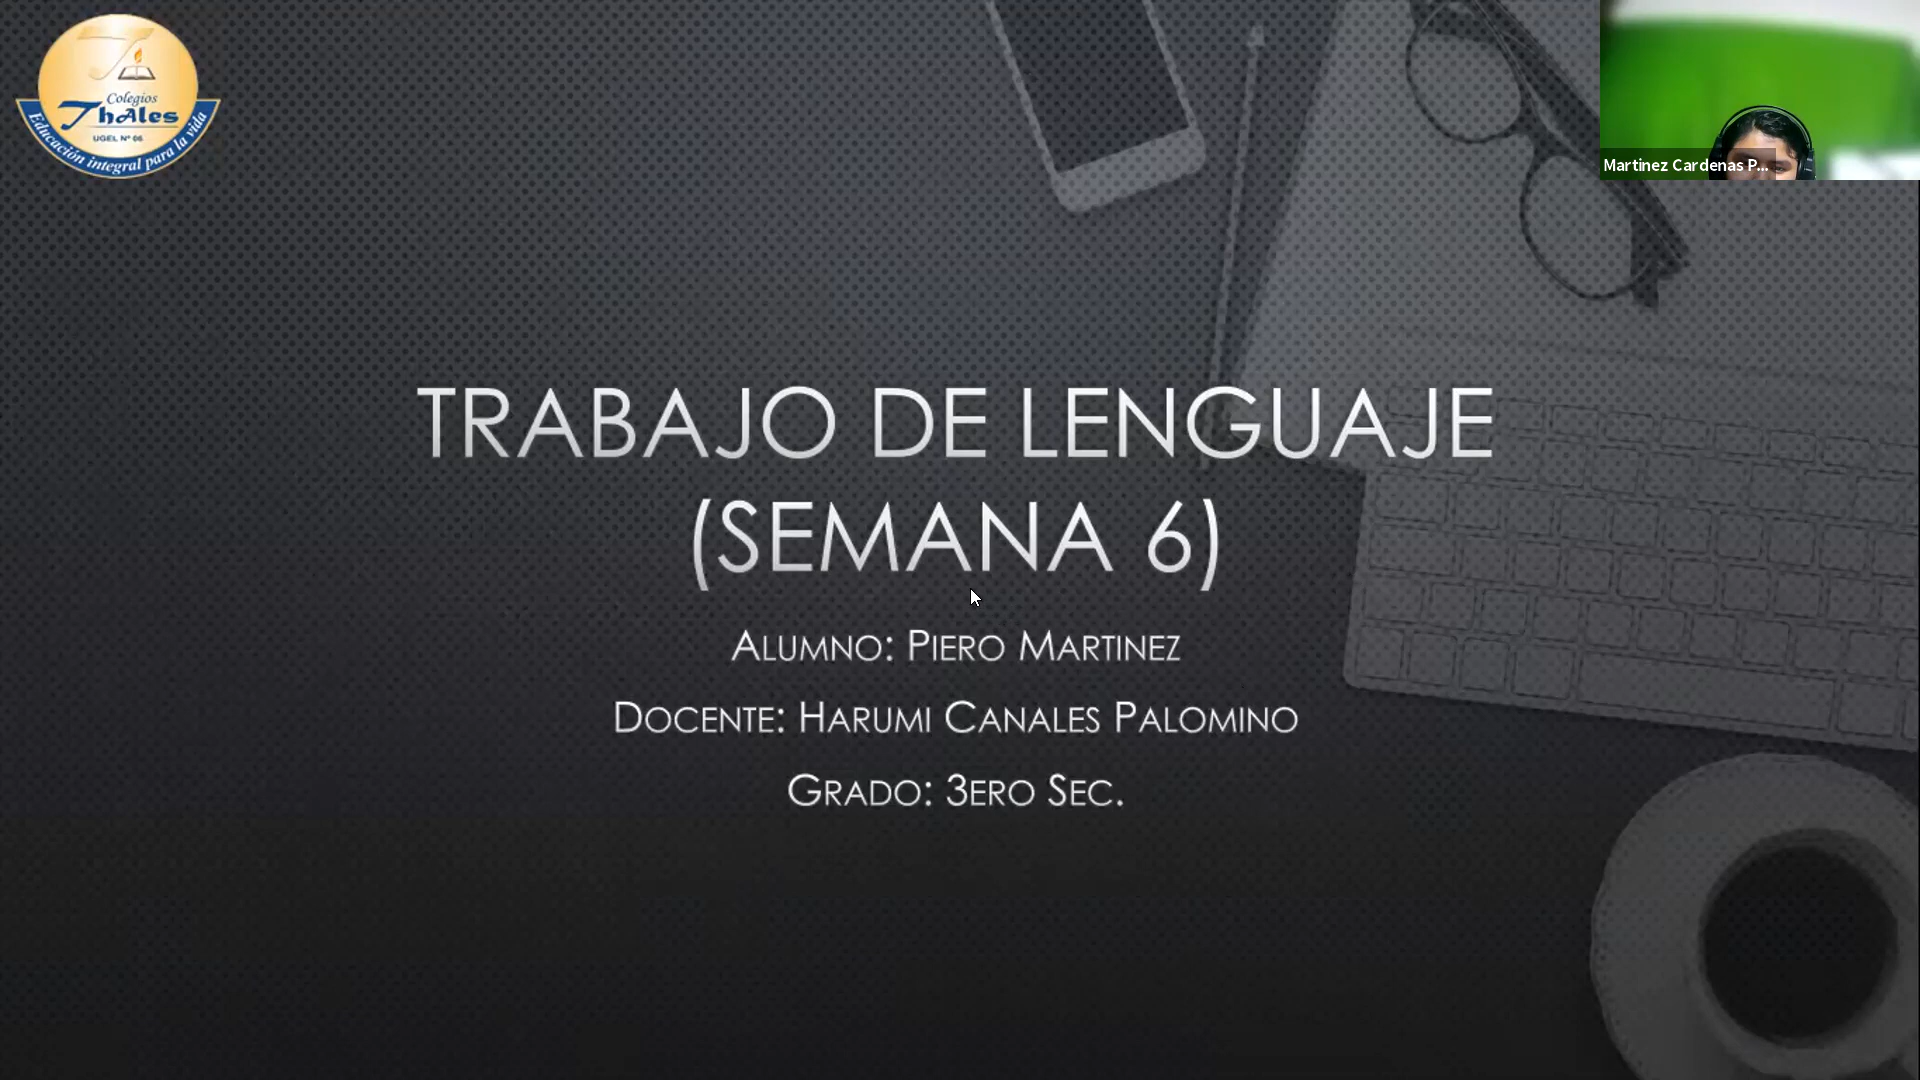 Colegios
Thales
UGEL Nº 06
Educación integral para la vida
Martinez Cardenas P...
TRABAJO DE LENGUAJE
(SEMANA 6)
ALUMNO: PIERO MARTINEZ
DOCENTE: HARUMI CANALES PALOMINO
GRADO: 3ERO SEC.